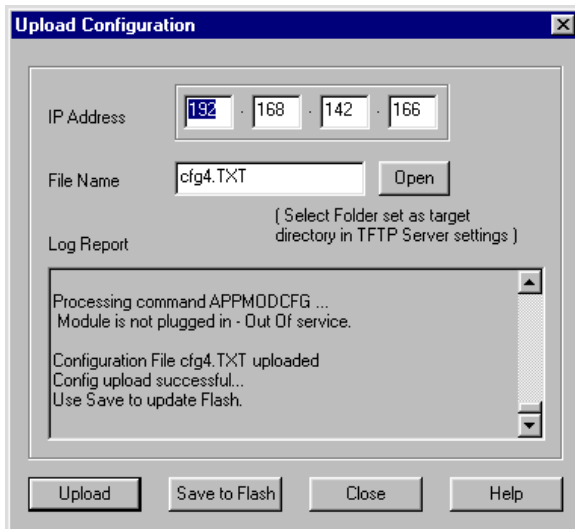 Upload Configuration
IP Address
192 . 168 . 142 . 166
File Name
cfg4.TXT
Open
( Select Folder set as target
directory in TFTP Server settings )
Log Report
Processing command APPMODCFG ...
Module is not plugged in - Out Of service.
Configuration File cfg4.TXT uploaded
Config upload successful...
Use Save to update Flash.
Upload
Save to Flash
Close
Help